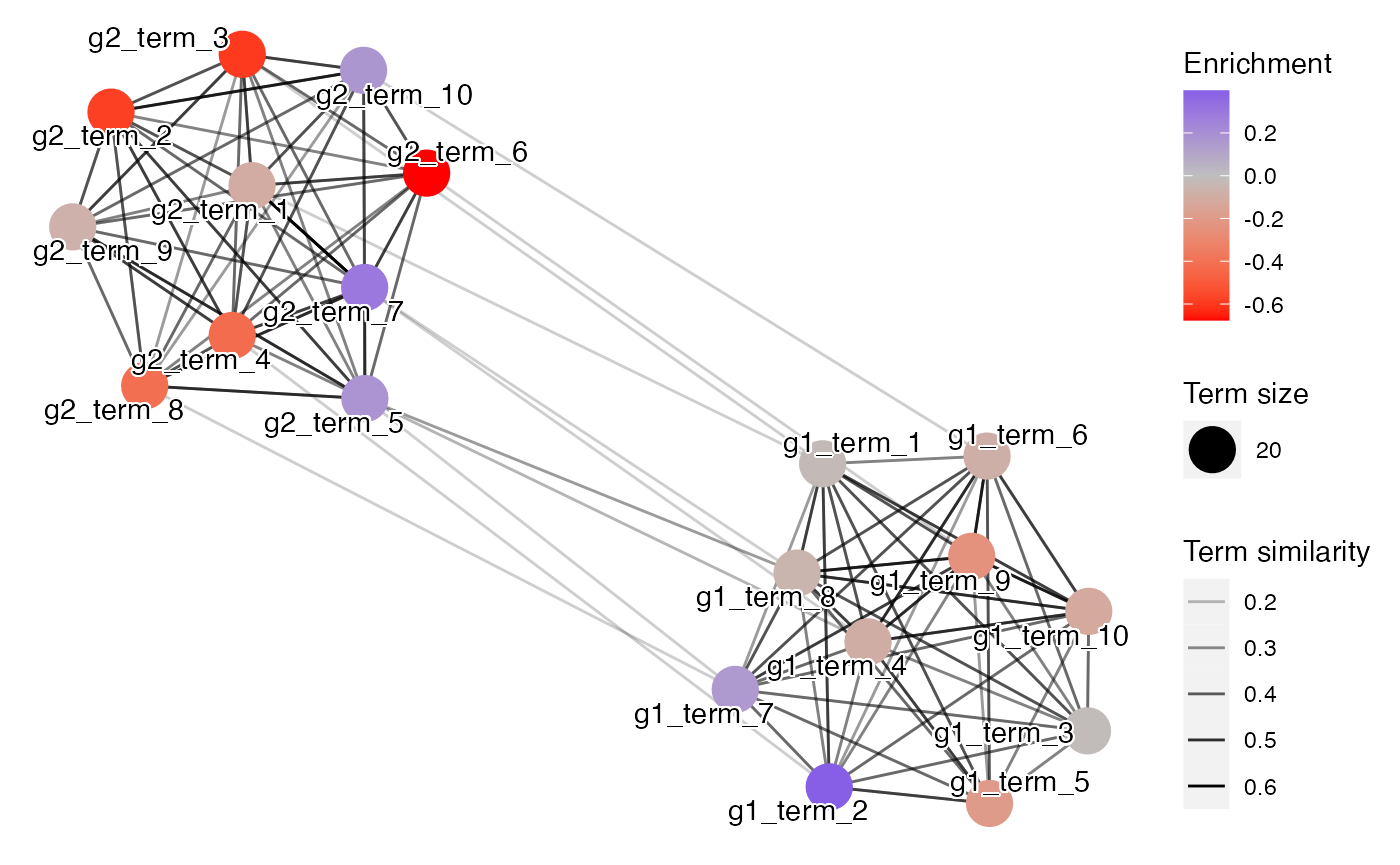 g2_term_3
g2_term_10
g2_term_2
g2_term_6
g2_term_1
g2_term_9
g2_term_7
g2_term_4
g2_term_8
g2_term_5
g1_term_1
g1_term_6
g1_term_9
g1_term_8
g1_term_10
g1_term_4
g1_term_7
g1_term_3
g1_term_5
g1_term_2
Enrichment
0.2
0.0
-0.2
-0.4
-0.6
Term size
20
Term similarity
0.2
0.3
0.4
0.5
0.6